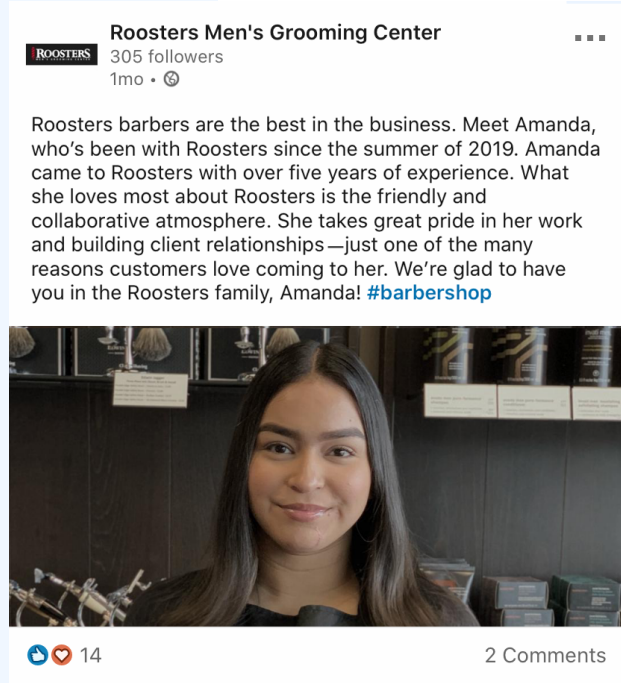 Roosters Men's Grooming Center
ROOSTERS
305 followers
1mo •
Roosters barbers are the best in the business. Meet Amanda,
who’s been with Roosters since the summer of 2019. Amanda
came to Roosters with over five years of experience. What
she loves most about Roosters is the friendly and
collaborative atmosphere. She takes great pride in her work
and building client relationships—just one of the many
reasons customers love coming to her. We’re glad to have
you in the Roosters family, Amanda! #barbershop
14
2 Comments